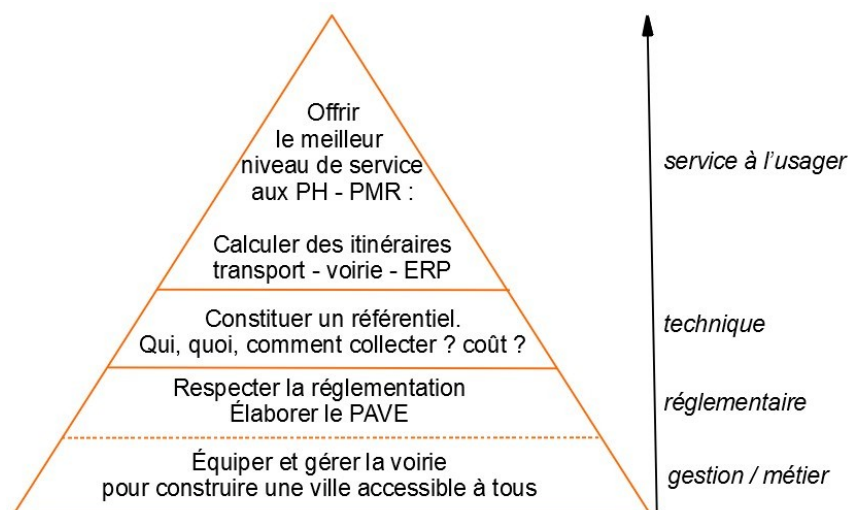 Offrir
le meilleur
niveau de service
aux PH - PMR :
Calculer des itinéraires
transport - voirie - ERP
service à l'usager
Constituer un référentiel.
Qui, quoi, comment collecter ? coût ?
technique
Respecter la réglementation
Élaborer le PAVE
réglementaire
Équiper et gérer la voirie
pour construire une ville accessible à tous
gestion / métier